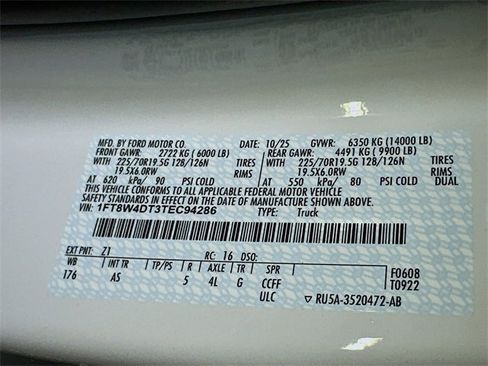 MFD. BY FORD MOTOR CO. 10/25 GVWR: 6350 KG (14000 LB)
FRONT GAWR: 2722 KG (6000 LB) REAR GAWR: 4491 KG (9900 LB)
WITH 225/70R19.5G 128/126N TIRES WITH 225/70R19.5G 128/126N TIRES
19.5X6.0RW RIMS 19.5X6.0RW RIMS
AT 620 kPa/ 90 PSI COLD AT 550 kPa/ 80 PSI COLD DUAL
THIS VEHICLE CONFORMS TO ALL APPLICABLE FEDERAL MOTOR VEHICLE
SAFETY STANDARDS IN EFFECT ON THE DATE OF MANUFACTURE SHOWN ABOVE.
VIN: 1FT8W4DT3TEC94286 TYPE: Truck
EXT PNT: Z1 RC: 16 DSO: F0608
WB INT TR TP/PS R AXLE TR SPR T0922
176 AS 5 4L G CCFF
ULC RU5A-3520472-AB